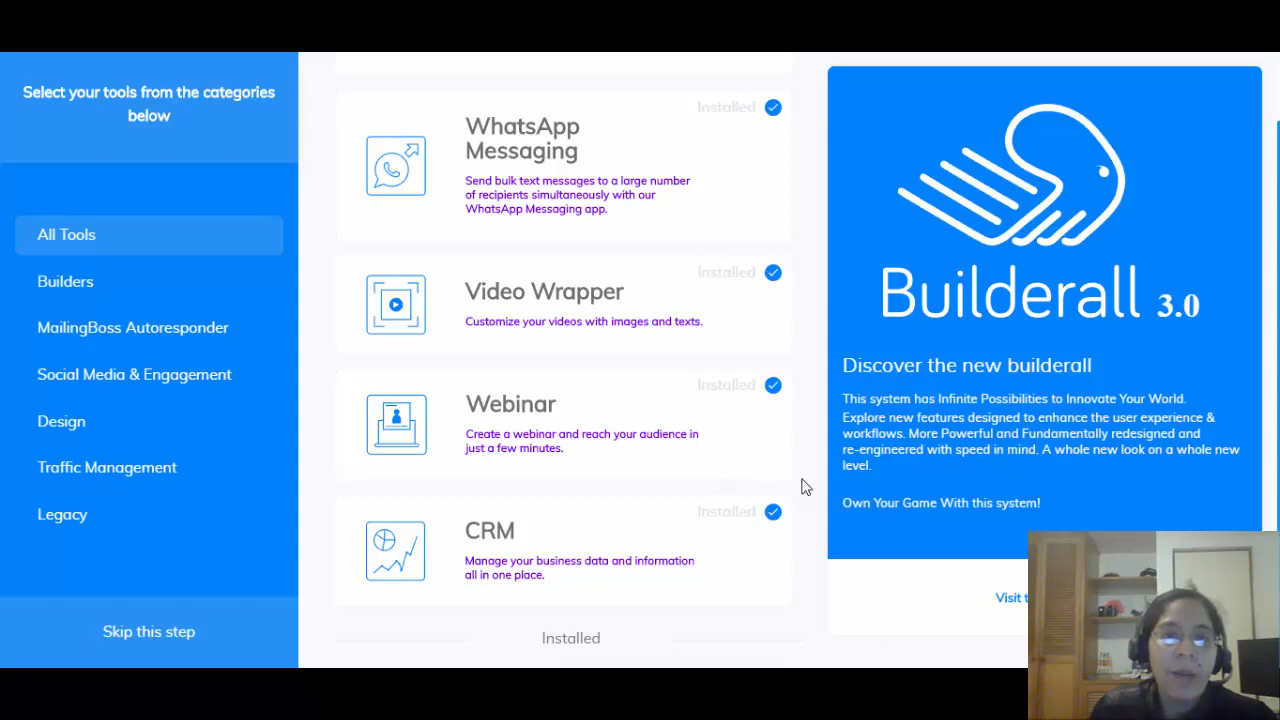 Select your tools from the categories
below
All Tools
Builders
MailingBoss Autoresponder
Social Media & Engagement
Design
Traffic Management
Legacy
Skip this step
Installed
WhatsApp
Messaging
Send bulk text messages to a large number
of recipients simultaneously with our
WhatsApp Messaging app.
Installed
Video Wrapper
Customize your videos with images and texts.
Installed
Webinar
Create a webinar and reach your audience in
just a few minutes.
Installed
CRM
Manage your business data and information
all in one place.
Installed
Builderall 3.0
Discover the new builderall
This system has Infinite Possibilities to Innovate Your World.
Explore new features designed to enhance the user experience &
workflows. More Powerful and Fundamentally redesigned and
re-engineered with speed in mind. A whole new look on a whole new
level.
Own Your Game With this system!
Visit